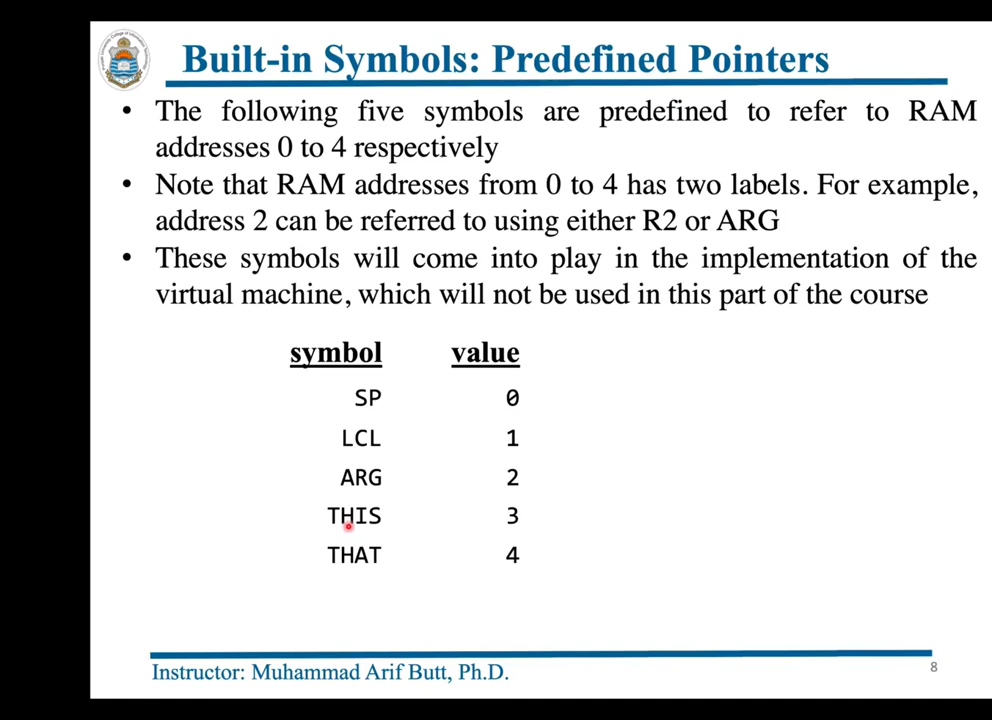 Built-in Symbols: Predefined Pointers
• The following five symbols are predefined to refer to RAM
addresses 0 to 4 respectively
• Note that RAM addresses from 0 to 4 has two labels. For example,
address 2 can be referred to using either R2 or ARG
• These symbols will come into play in the implementation of the
virtual machine, which will not be used in this part of the course
symbol value
SP 0
LCL 1
ARG 2
THIS 3
THAT 4
Instructor: Muhammad Arif Butt, Ph.D. 8